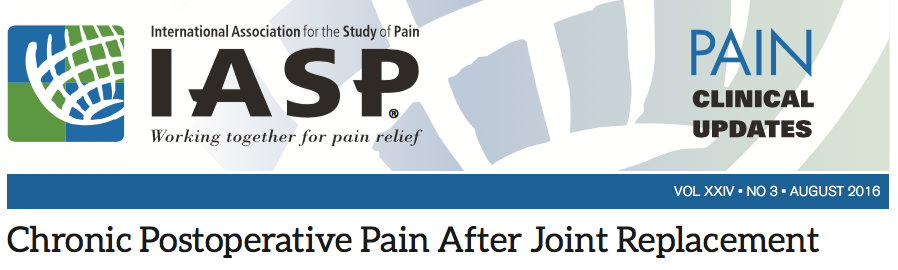 International Association for the Study of Pain
IASP®
Working together for pain relief
PAIN
CLINICAL
UPDATES
VOL XXIV ▪ NO 3 ▪ AUGUST 2016
Chronic Postoperative Pain After Joint Replacement